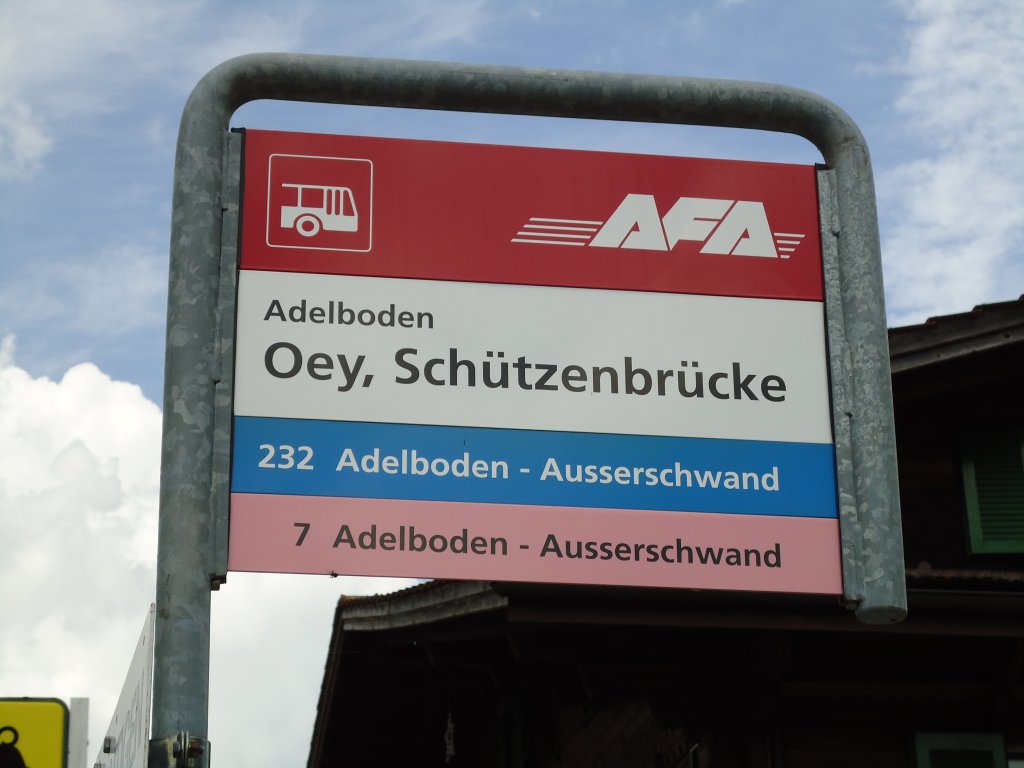 AFA
Adelboden
Oey, Schützenbrücke
232 Adelboden - Ausserschwand
7 Adelboden - Ausserschwand